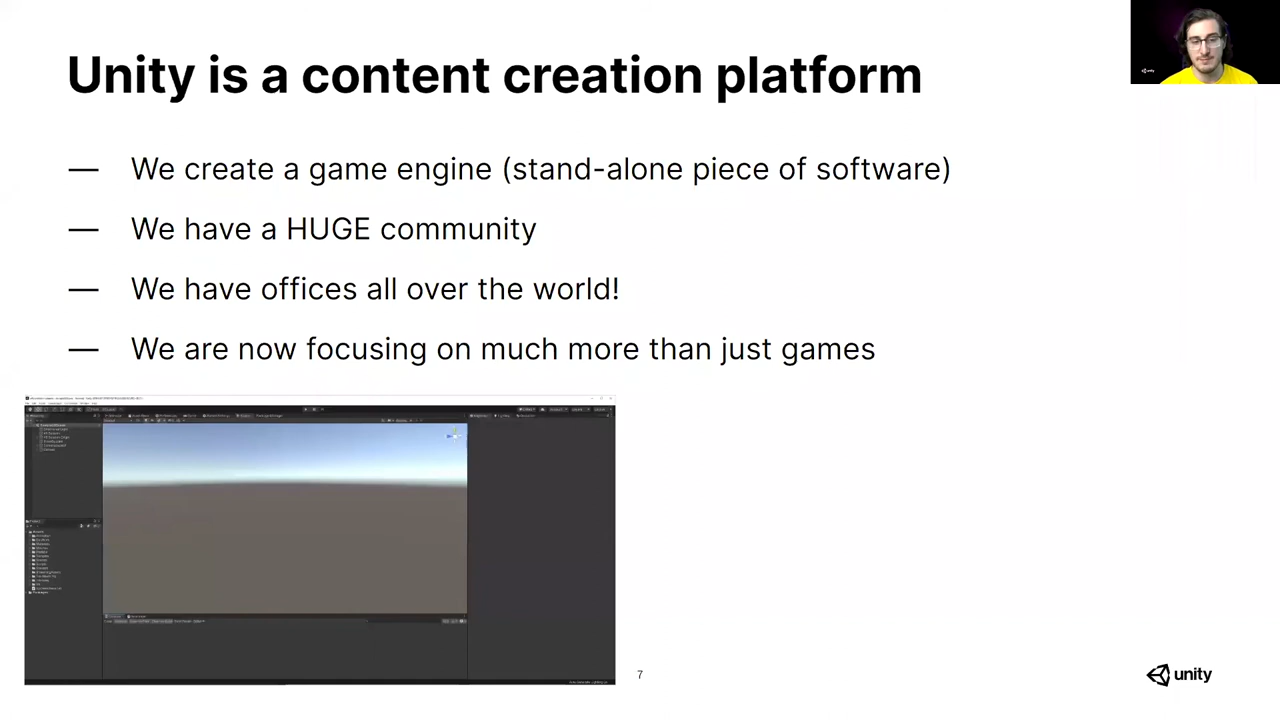 Unity is a content creation platform
— We create a game engine (stand-alone piece of software)
— We have a HUGE community
— We have offices all over the world!
— We are now focusing on much more than just games
7
unity
unity